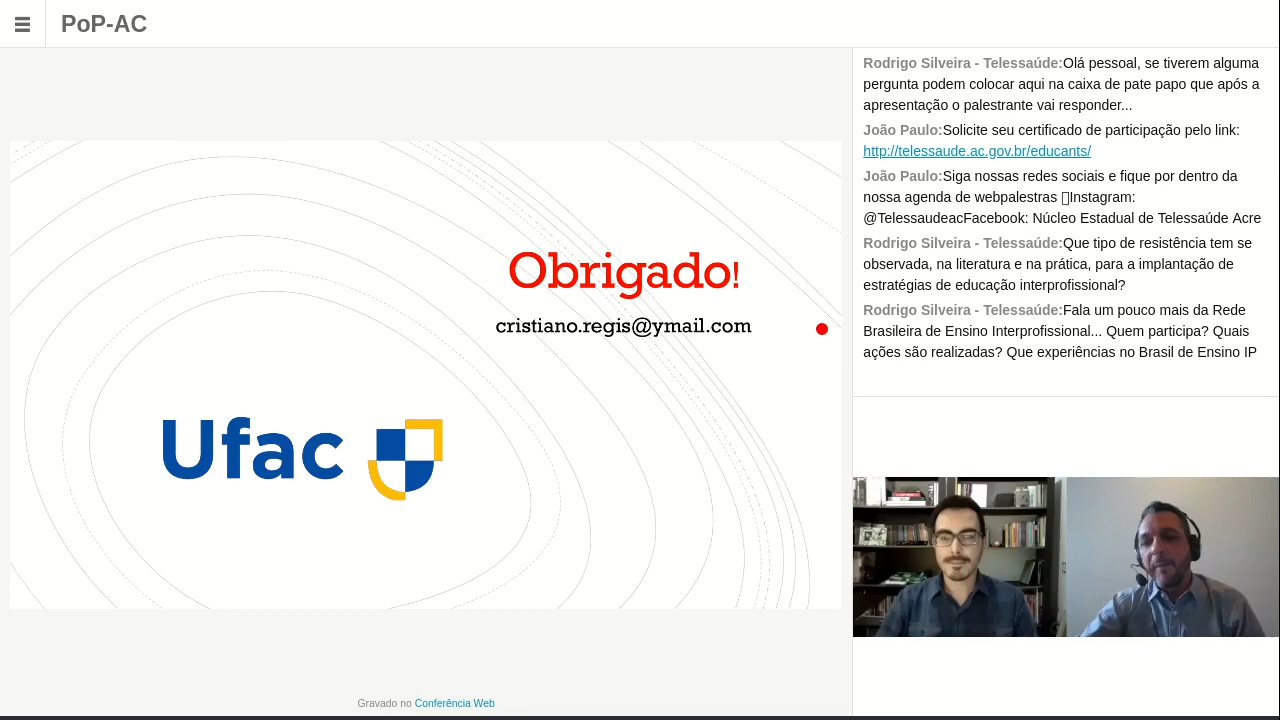 PoP-AC
Obrigado!
cristiano.regis@ymail.com
Ufac
Gravado no Conferência Web
Rodrigo Silveira - Telessaúde:Olá pessoal, se tiverem alguma
pergunta podem colocar aqui na caixa de pate papo que após a
apresentação o palestrante vai responder...
João Paulo:Solicite seu certificado de participação pelo link:
http://telessaude.ac.gov.br/educants/
João Paulo:Siga nossas redes sociais e fique por dentro da
nossa agenda de webpalestras Instagram:
@TelessaudeacFacebook: Núcleo Estadual de Telessaúde Acre
Rodrigo Silveira - Telessaúde:Que tipo de resistência tem se
observada, na literatura e na prática, para a implantação de
estratégias de educação interprofissional?
Rodrigo Silveira - Telessaúde:Fala um pouco mais da Rede
Brasileira de Ensino Interprofissional... Quem participa? Quais
ações são realizadas? Que experiências no Brasil de Ensino IP